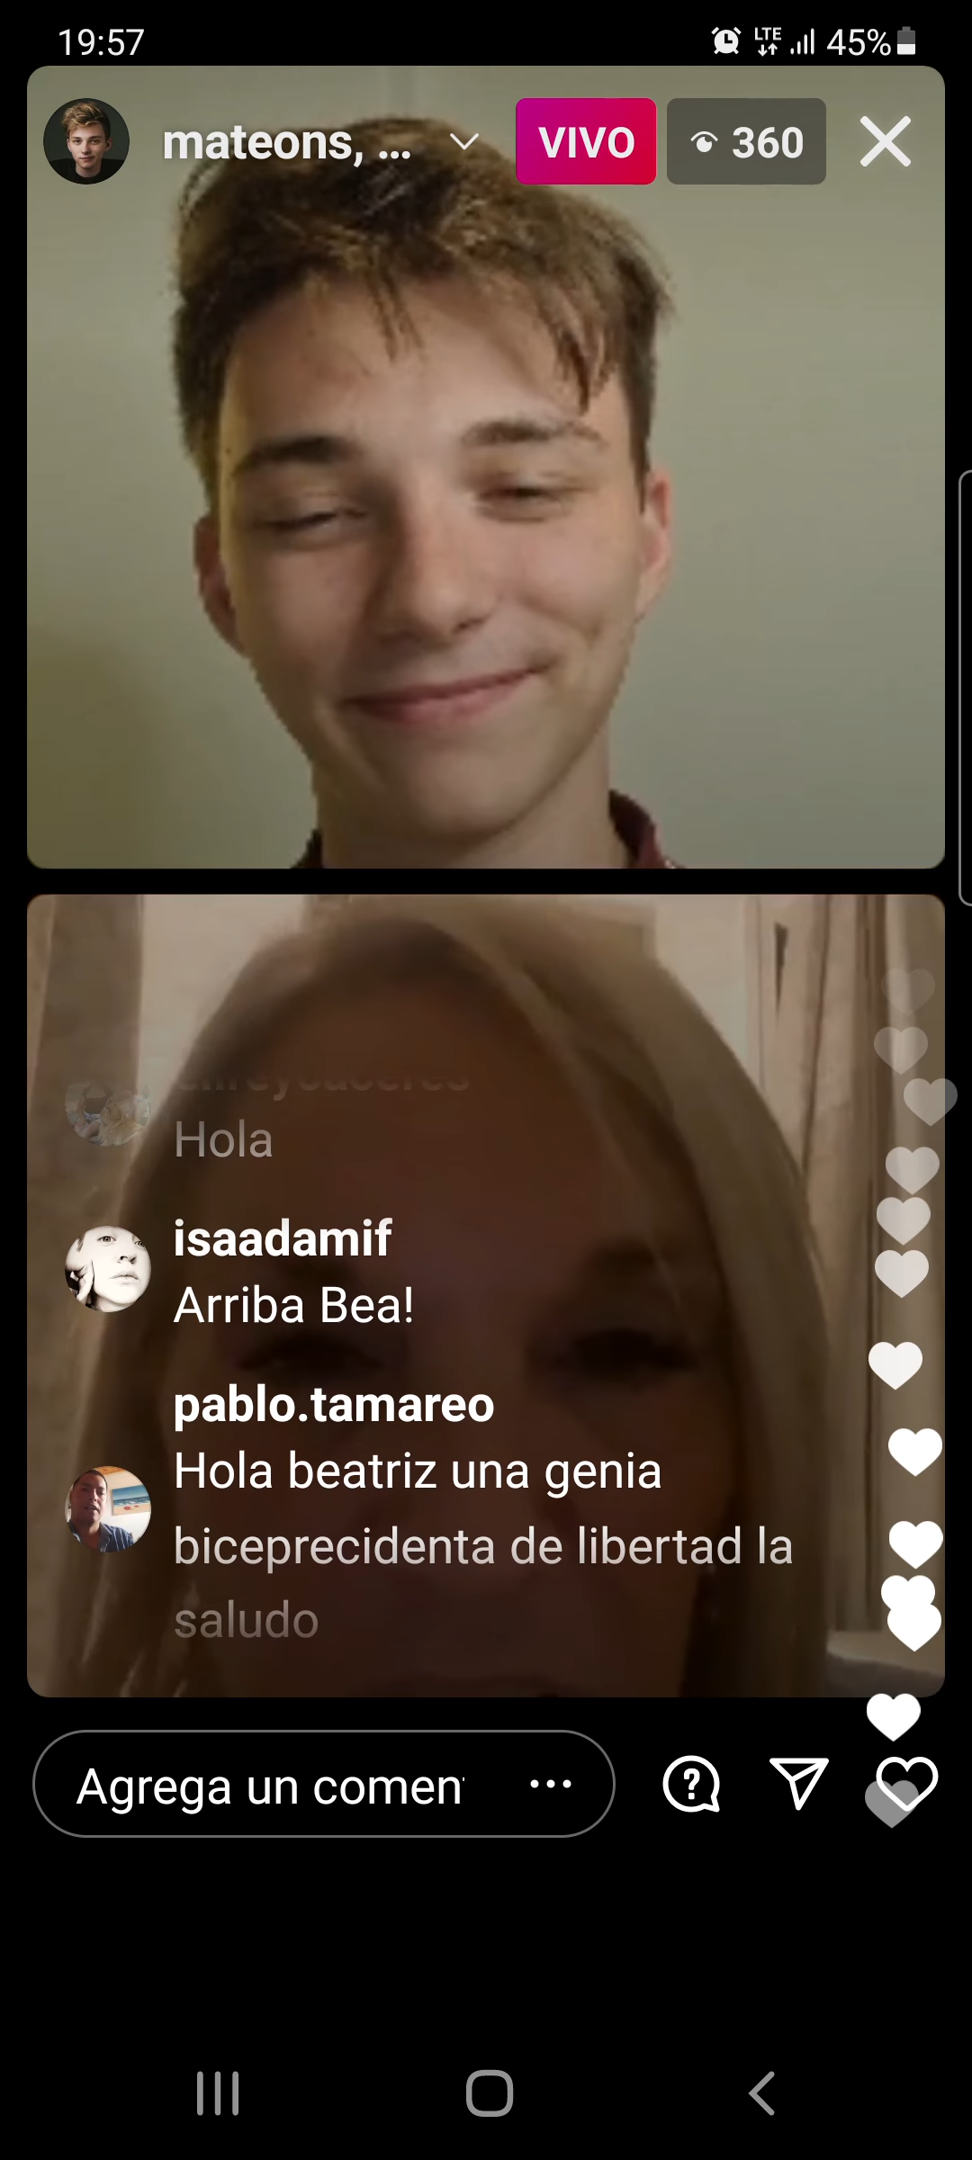 19:57 LTE 45%
mateons, ... VIVO 360
Hola
isaadamif
Arriba Bea!
pablo.tamareo
Hola beatriz una genia
biceprecidenta de libertad la
saludo
Agrega un comen